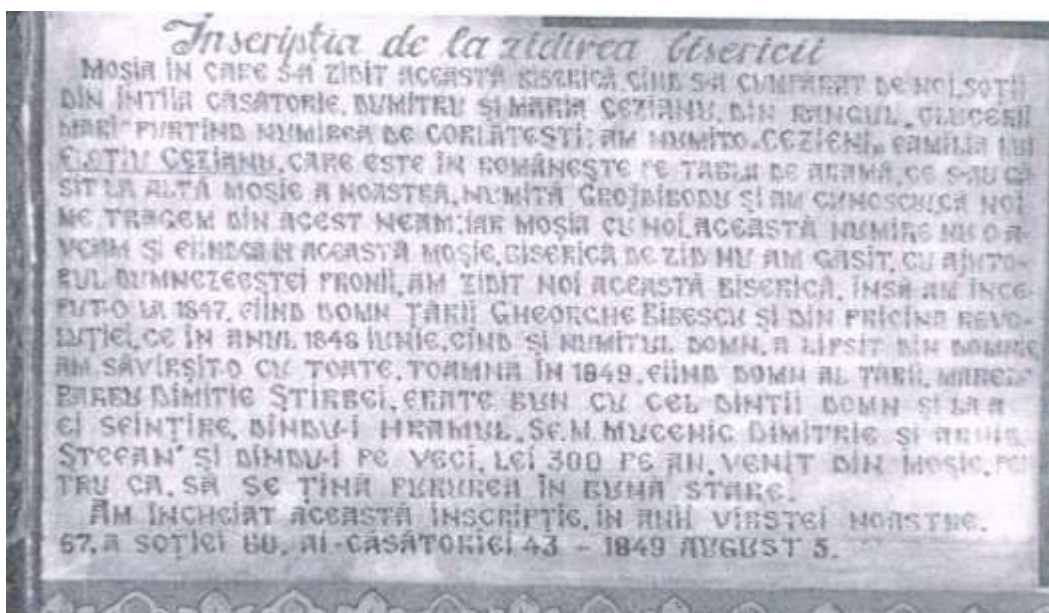 Inscripția de la zidirea bisericii
MOȘIA ÎN CARE S-A ZIDIT ACEASTĂ BISERICĂ, CÎND S-A CUMPĂRAT DE NOI, SOȚII
DIN ÎNTÎIA CĂSĂTORIE, DUMITRU ȘI MARIA CEZIANU, DIN RANGUL „CLUCERII
MARI” PURTÎND NUMIREA DE CORLĂTEȘTI; AM NUMIT-O „CEZIENI„ FAMILIA LUI
CEZIANU, CARE ESTE ÎN ROMÂNEȘTE PE TABLA DE ARAMĂ, CE S-AU GĂ-
SIT LA ALTĂ MOȘIE A NOASTRĂ, NUMITĂ GROJDIBODU ȘI AM CUNOSCUT, CĂ NOI
NE TRAGEM DIN ACEST NEAM; IAR MOȘIA CU NOI, ACEASTĂ NUMIRE NU O A-
VEAM ȘI FIINDCĂ ÎN ACEASTĂ MOȘIE, BISERICĂ DE ZID NU AM GĂSIT, CU AJUTO-
RUL DUMNEZEEȘTEI PRONII, AM ZIDIT NOI ACEASTĂ BISERICĂ, ÎNSĂ AM ÎNCE-
PUT-O LA 1847, FIIND DOMN ȚĂRII GHEORGHE BIBESCU ȘI DIN PRICINA REVO-
LUȚIEI, CE ÎN ANUL 1848 IUNIE, CÎND ȘI NUMITUL DOMN, A LIPSIT DIN DOMNIE
AM SĂVÎRȘIT-O CU TOATE, TOAMNA ÎN 1849, FIIND DOMN AL ȚĂRII, MARELE
BARBU DIMITIE ȘTIRBEI, FRATE BUN CU CEL DINTÎI DOMN ȘI LA A
EI SFINȚIRE, DÎNDU-I HRAMUL „SF. M. MUCENIC DIMITRIE ȘI ARHID.
ȘTEFAN” ȘI DÎNDU-I PE VECI, LEI 300 PE AN, VENIT DIN MOȘIE, PEN-
TRU CA, SĂ SE ȚINĂ PURUREA ÎN BUNĂ STARE.
AM ÎNCHEIAT ACEASTĂ INSCRIPȚIE, ÎN ANII VÎRSTEI NOASTRE,
67, A SOȚIEI 60, AI-CĂSĂTORIEI 43 – 1849 AUGUST 5.